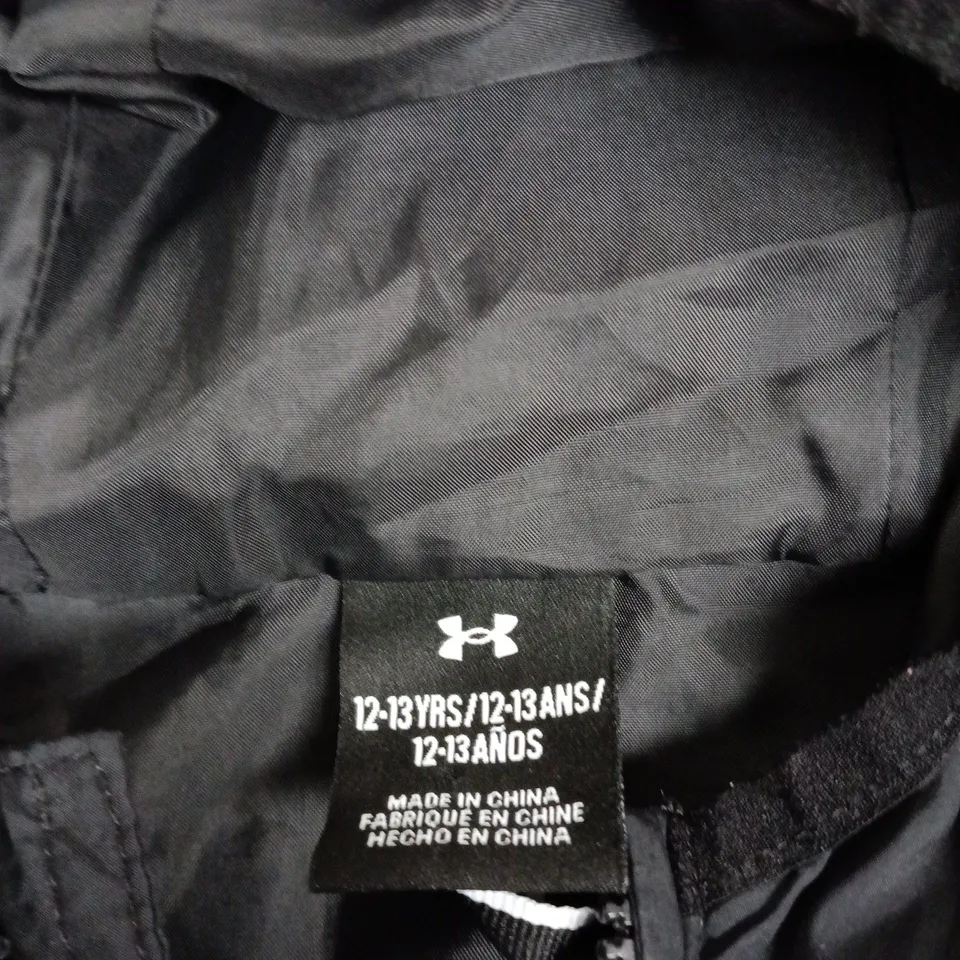 12-13YRS/12-13ANS/
12-13AÑOS
MADE IN CHINA
FABRIQUÉ EN CHINE
HECHO EN CHINA